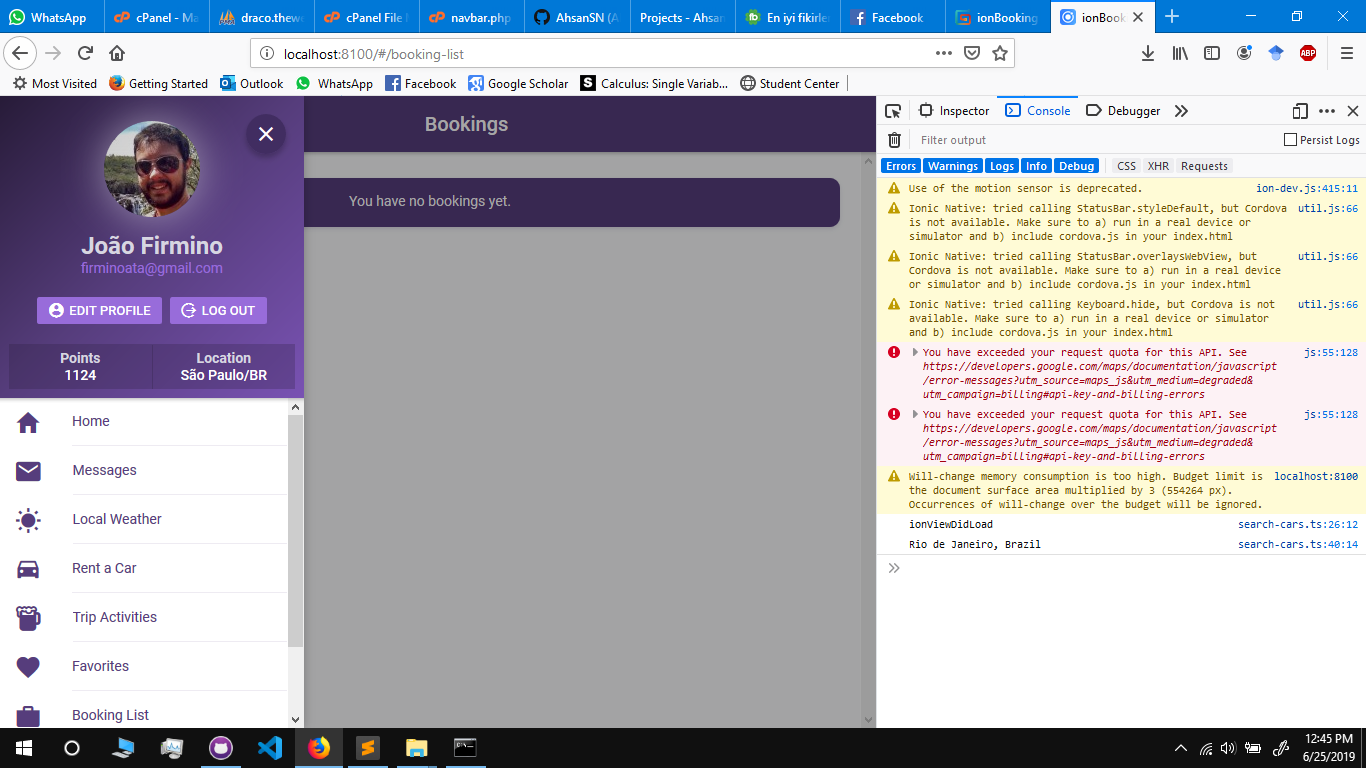 WhatsApp
cPanel - Ma
draco.thewo
cPanel File M
navbar.php
AhsanSN (A
Projects - Ahsan
En iyi fikirler
Facebook
ionBooking
ionBook
localhost:8100/#/booking-list
Most Visited
Getting Started
Outlook
WhatsApp
Facebook
Google Scholar
Calculus: Single Variab...
Student Center
João Firmino
firminoata@gmail.com
EDIT PROFILE
LOG OUT
Points
1124
Location
São Paulo/BR
Home
Messages
Local Weather
Rent a Car
Trip Activities
Favorites
Booking List
Bookings
You have no bookings yet.
Inspector
Console
Debugger
Filter output
Persist Logs
Errors
Warnings
Logs
Info
Debug
CSS
XHR
Requests
Use of the motion sensor is deprecated. ion-dev.js:415:11
Ionic Native: tried calling StatusBar.styleDefault, but Cordova util.js:66
is not available. Make sure to a) run in a real device or
simulator and b) include cordova.js in your index.html
Ionic Native: tried calling StatusBar.overlaysWebView, but util.js:66
Cordova is not available. Make sure to a) run in a real device
or simulator and b) include cordova.js in your index.html
Ionic Native: tried calling Keyboard.hide, but Cordova is not util.js:66
available. Make sure to a) run in a real device or simulator
and b) include cordova.js in your index.html
You have exceeded your request quota for this API. See js:55:128
https://developers.google.com/maps/documentation/javascript
/error-messages?utm_source=maps_js&utm_medium=degraded&
utm_campaign=billing#api-key-and-billing-errors
You have exceeded your request quota for this API. See js:55:128
https://developers.google.com/maps/documentation/javascript
/error-messages?utm_source=maps_js&utm_medium=degraded&
utm_campaign=billing#api-key-and-billing-errors
Will-change memory consumption is too high. Budget limit is localhost:8100
the document surface area multiplied by 3 (554264 px).
Occurrences of will-change over the budget will be ignored.
ionViewDidLoad search-cars.ts:26:12
Rio de Janeiro, Brazil search-cars.ts:40:14
12:45 PM
6/25/2019